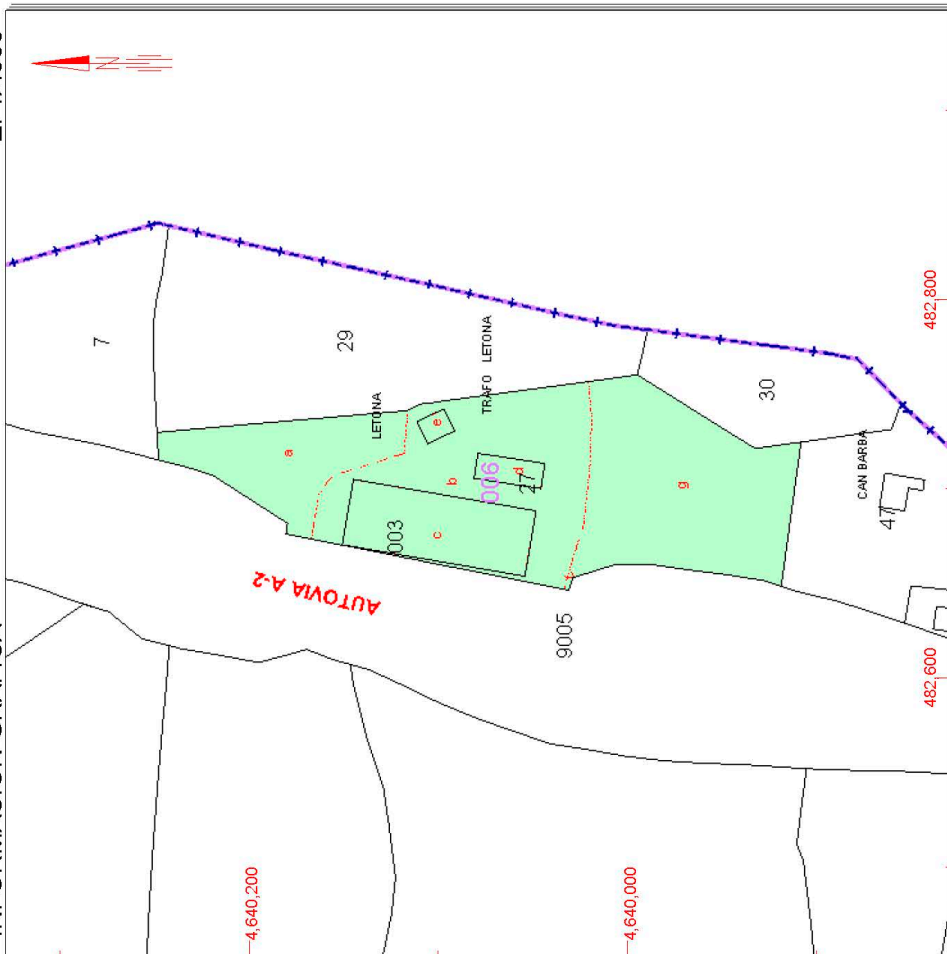 N
7
29
LETONA
TRAFO LETONA
30
a
e
b
d
006
27
c
003
g
CAN BARBA
47
AUTOVIA A-2
f
9005
482,800
482,600
4,640,200
4,640,000